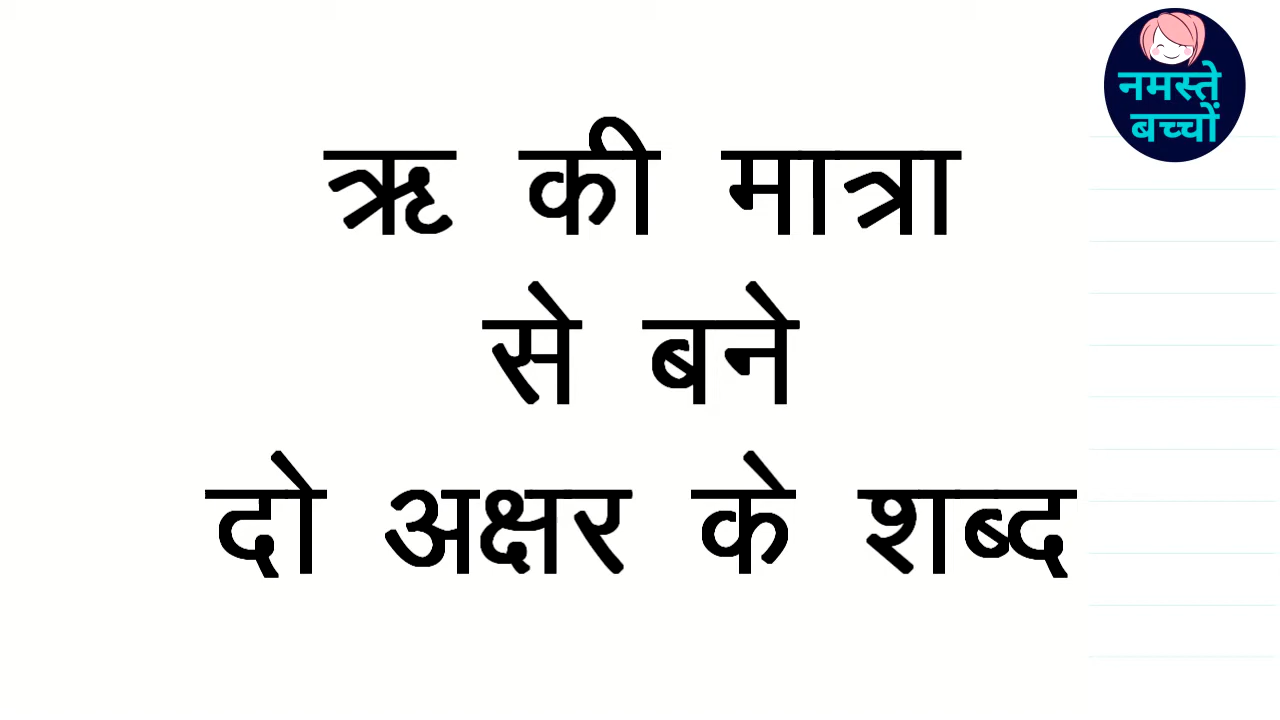 नमस्ते
बच्चों
ऋ की मात्रा
से बने
दो अक्षर के शब्द